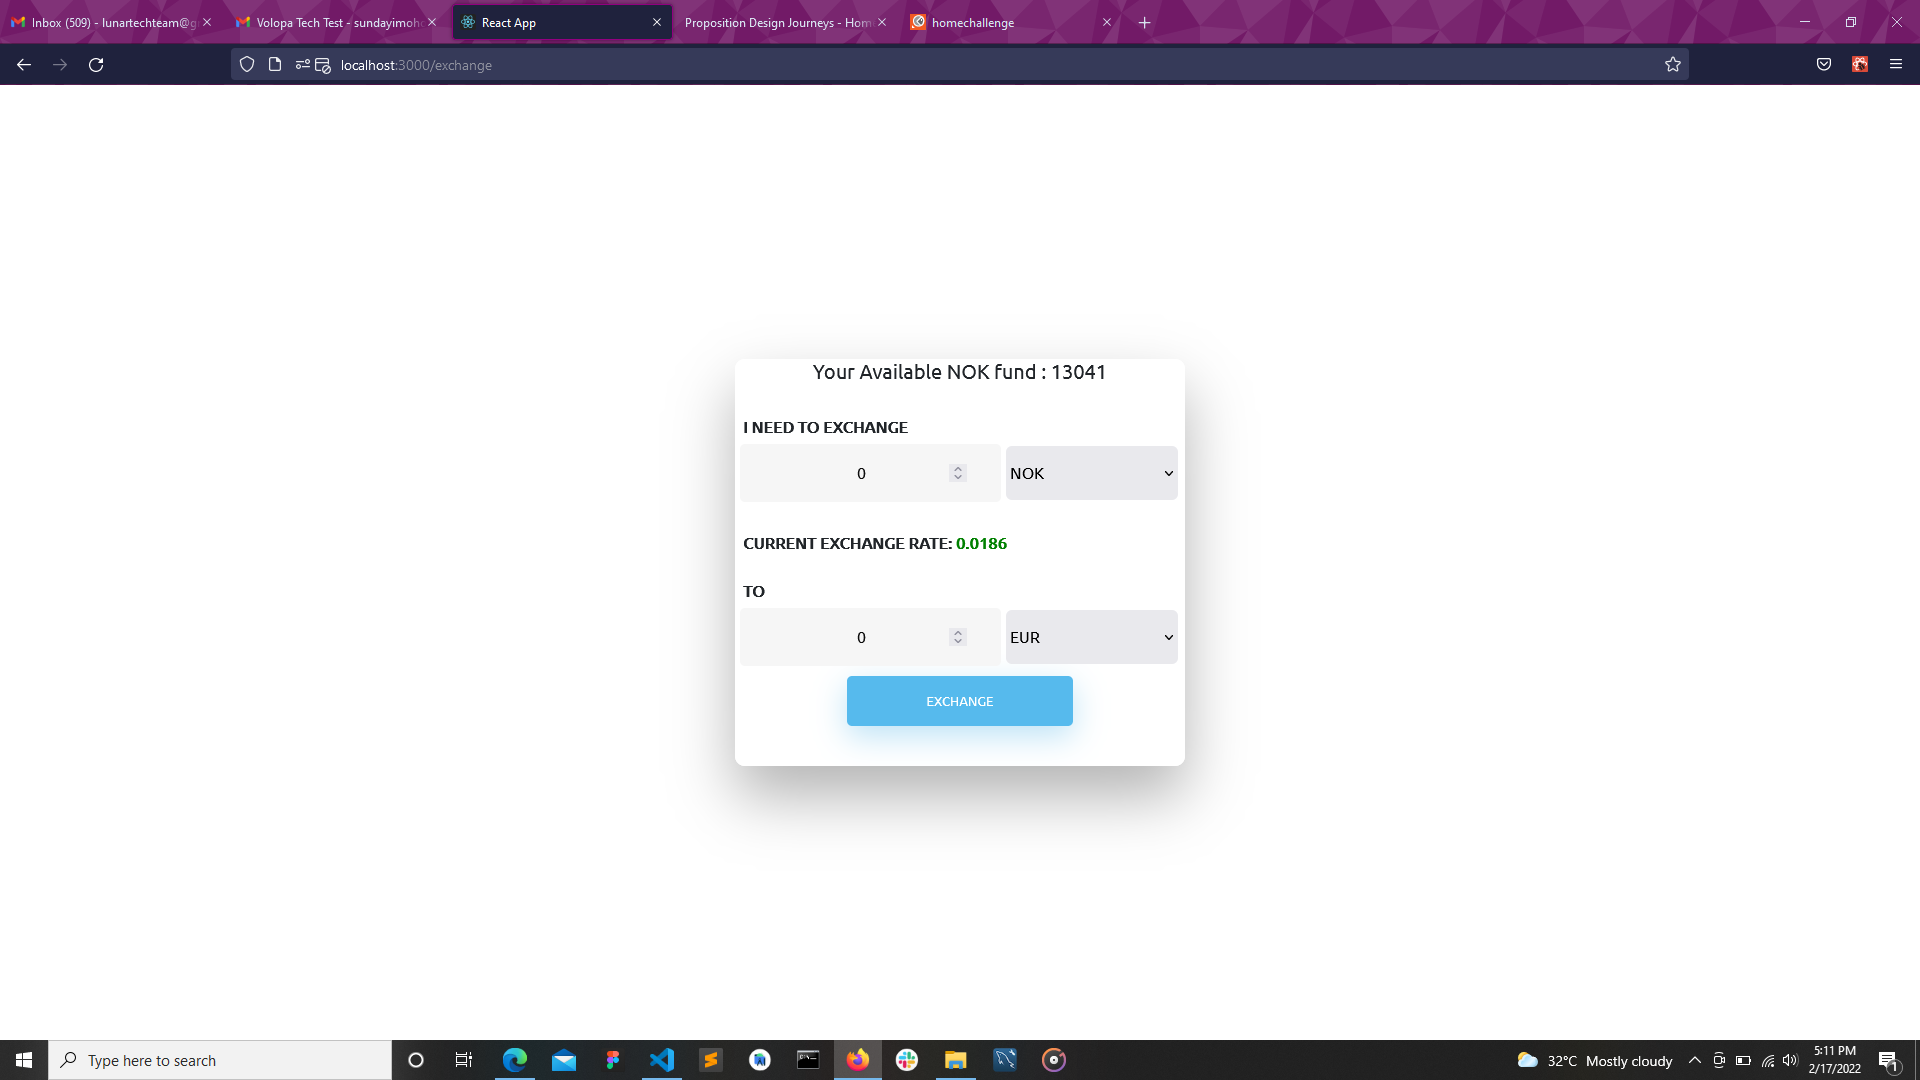 Inbox (509) - lunartechteam@g
Volopa Tech Test - sundayimoh
React App
Proposition Design Journeys - Hom
homechallenge
localhost:3000/exchange
Your Available NOK fund : 13041
I NEED TO EXCHANGE
0
NOK
CURRENT EXCHANGE RATE: 0.0186
TO
0
EUR
EXCHANGE
Type here to search
32°C Mostly cloudy
5:11 PM
2/17/2022
1